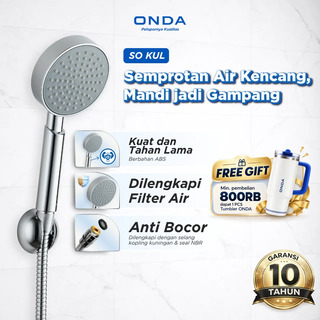 ONDA
Pelopornya Kualitas
SO KUL
Semprotan Air Kencang,
Mandi jadi Gampang
Kuat dan
Tahan Lama
Berbahan ABS
Dilengkapi
Filter Air
Anti Bocor
Dilengkapi dengan selang
kopling kuningan & seal NBR
FREE GIFT
Min. pembelian
800RB
dapat 1 PCS
Tumbler ONDA
ONDA
GARANSI
10
TAHUN